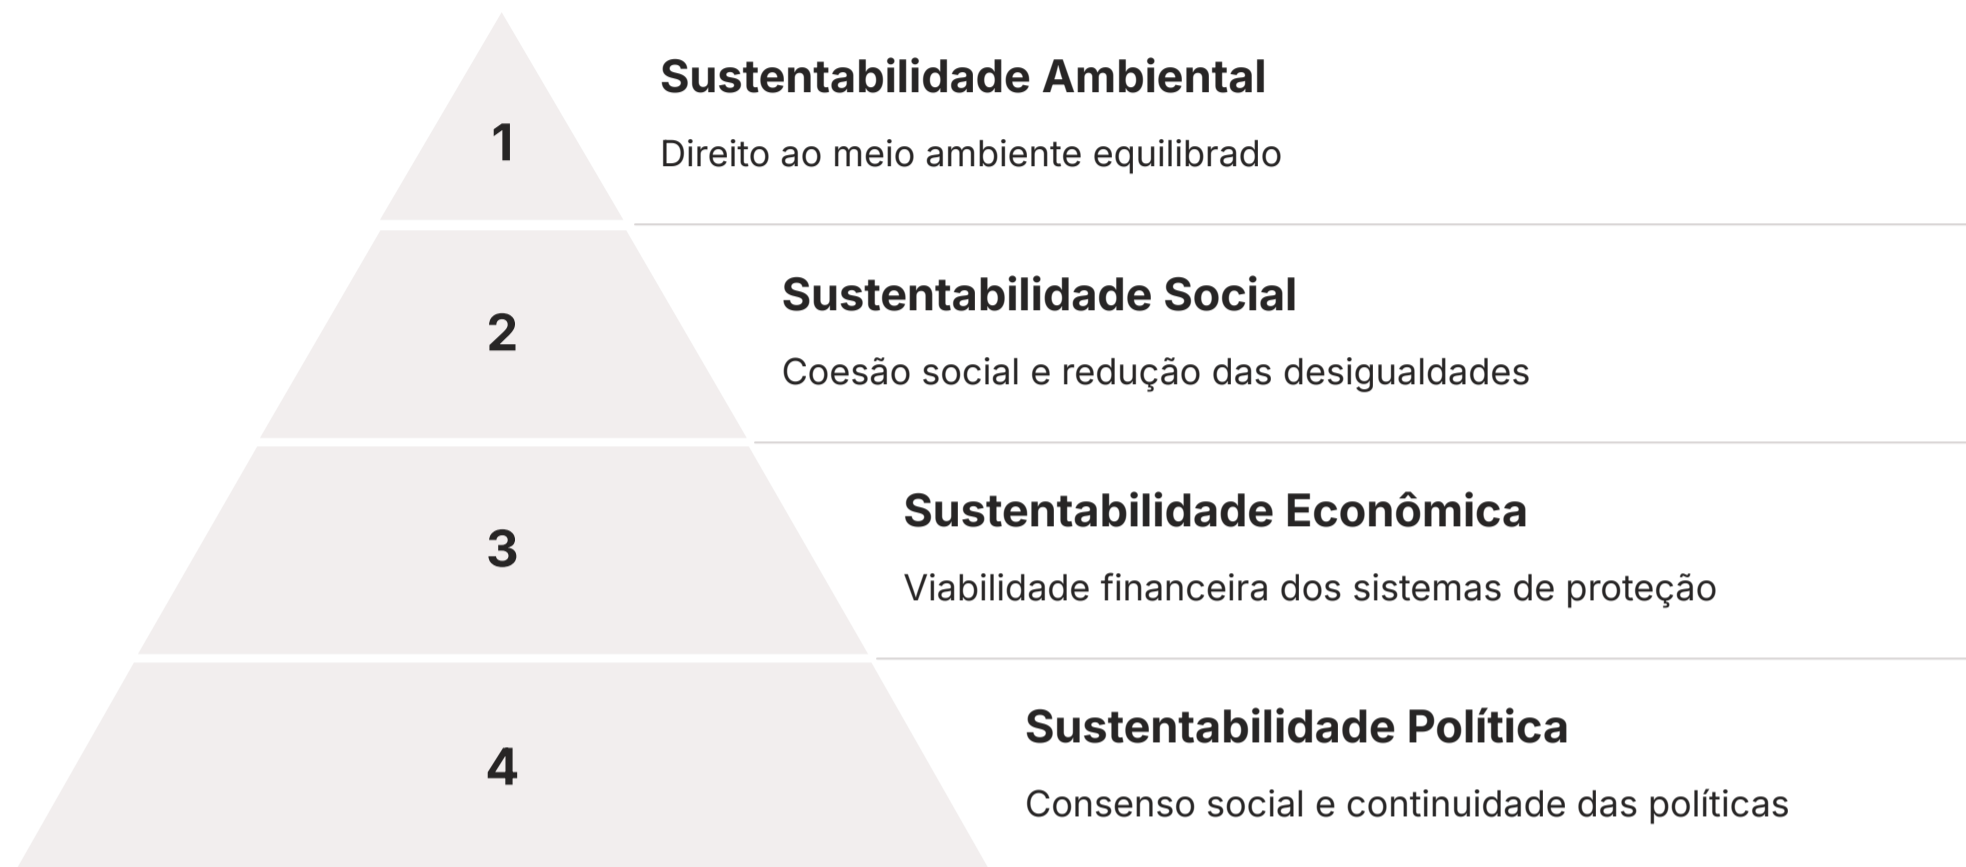 1
Sustentabilidade Ambiental
Direito ao meio ambiente equilibrado
2
Sustentabilidade Social
Coesão social e redução das desigualdades
3
Sustentabilidade Econômica
Viabilidade financeira dos sistemas de proteção
4
Sustentabilidade Política
Consenso social e continuidade das políticas